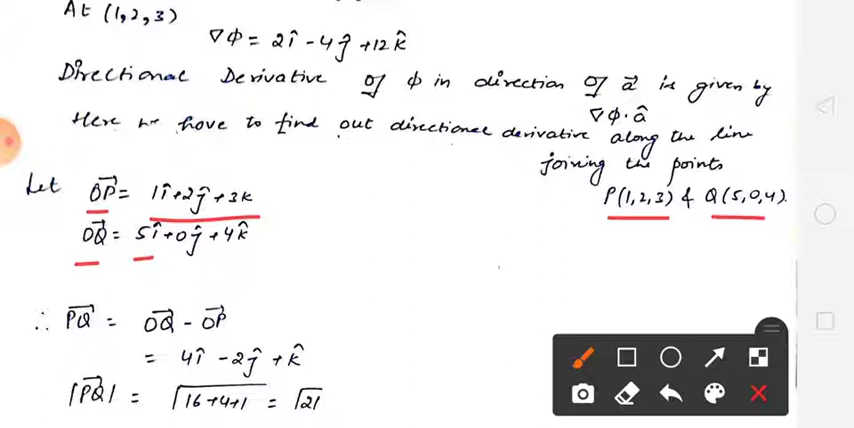 At (1,2,3)
∇φ = 2î - 4ĵ + 12k̂
Directional Derivative of φ in direction of a⃗ is given by
∇φ · â
Here we have to find out directional derivative along the line
joining the points
P(1,2,3) & Q(5,0,4).
Let OP⃗ = 1î + 2ĵ + 3k
OQ⃗ = 5î + 0ĵ + 4k̂
∴ PQ⃗ = OQ⃗ - OP⃗
= 4î - 2ĵ + k̂
|PQ⃗| = √16+4+1 = √21